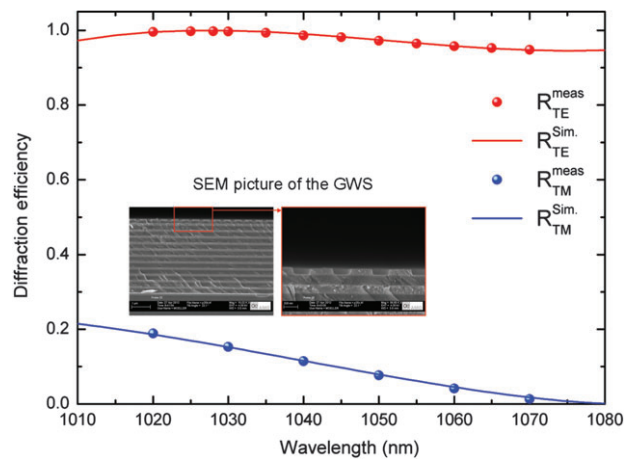 1.0
0.8
0.6
0.4
0.2
0.0
Diffraction efficiency
R_TE^meas
R_TE^Sim.
R_TM^meas
R_TM^Sim.
SEM picture of the GWS
1010 1020 1030 1040 1050 1060 1070 1080
Wavelength (nm)